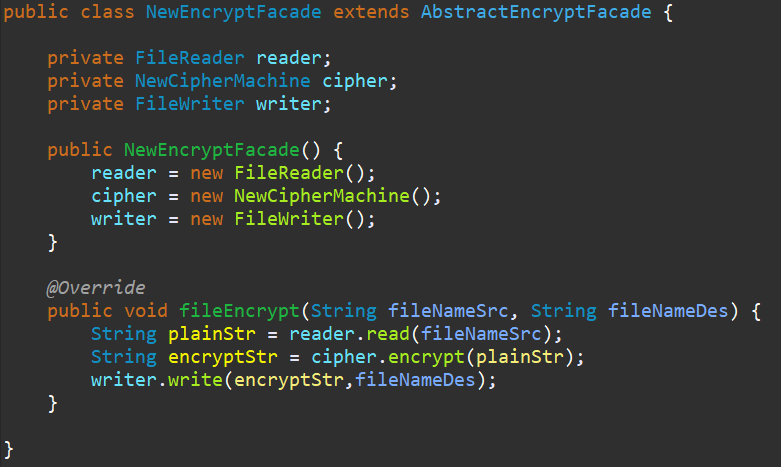 public class NewEncryptFacade extends AbstractEncryptFacade {
private FileReader reader;
private NewCipherMachine cipher;
private FileWriter writer;
public NewEncryptFacade() {
reader = new FileReader();
cipher = new NewCipherMachine();
writer = new FileWriter();
}
@Override
public void fileEncrypt(String fileNameSrc, String fileNameDes) {
String plainStr = reader.read(fileNameSrc);
String encryptStr = cipher.encrypt(plainStr);
writer.write(encryptStr,fileNameDes);
}
}